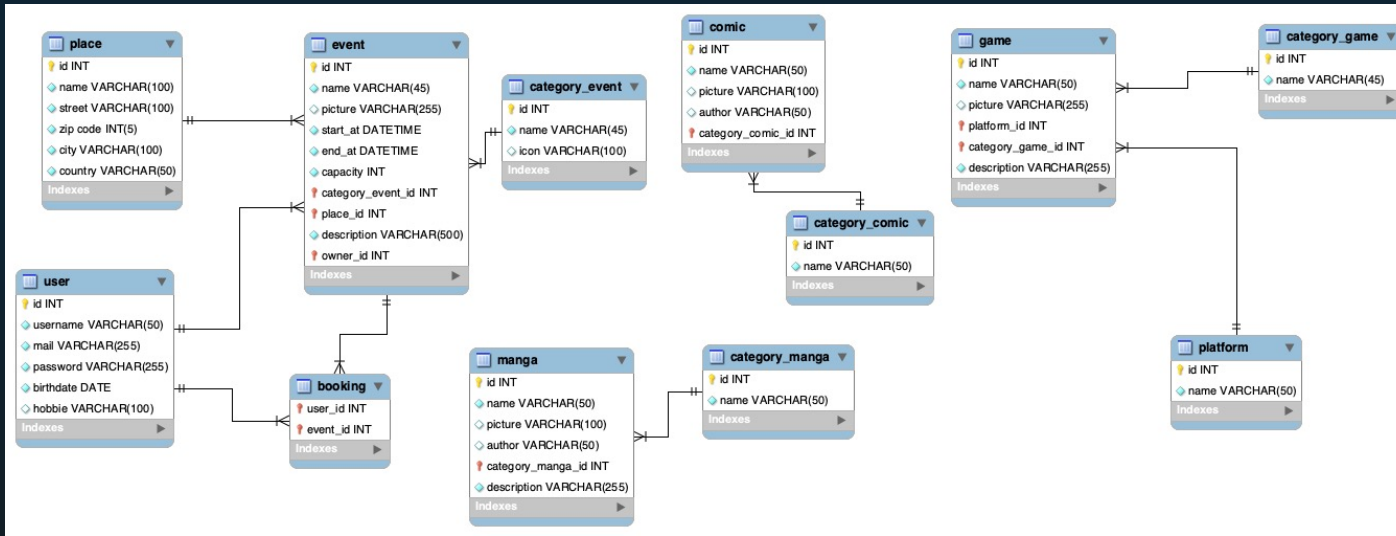 place
id INT
name VARCHAR(100)
street VARCHAR(100)
zip code INT(5)
city VARCHAR(100)
country VARCHAR(50)
Indexes
event
id INT
name VARCHAR(45)
picture VARCHAR(255)
start_at DATETIME
end_at DATETIME
capacity INT
category_event_id INT
place_id INT
description VARCHAR(500)
owner_id INT
Indexes
category_event
id INT
name VARCHAR(45)
icon VARCHAR(100)
Indexes
comic
id INT
name VARCHAR(50)
picture VARCHAR(100)
author VARCHAR(50)
category_comic_id INT
Indexes
category_comic
id INT
name VARCHAR(50)
Indexes
game
id INT
name VARCHAR(50)
picture VARCHAR(255)
platform_id INT
category_game_id INT
description VARCHAR(255)
Indexes
category_game
id INT
name VARCHAR(45)
Indexes
user
id INT
username VARCHAR(50)
mail VARCHAR(255)
password VARCHAR(255)
birthdate DATE
hobbie VARCHAR(100)
Indexes
booking
user_id INT
event_id INT
Indexes
manga
id INT
name VARCHAR(50)
picture VARCHAR(100)
author VARCHAR(50)
category_manga_id INT
description VARCHAR(255)
Indexes
category_manga
id INT
name VARCHAR(50)
Indexes
platform
id INT
name VARCHAR(50)
Indexes